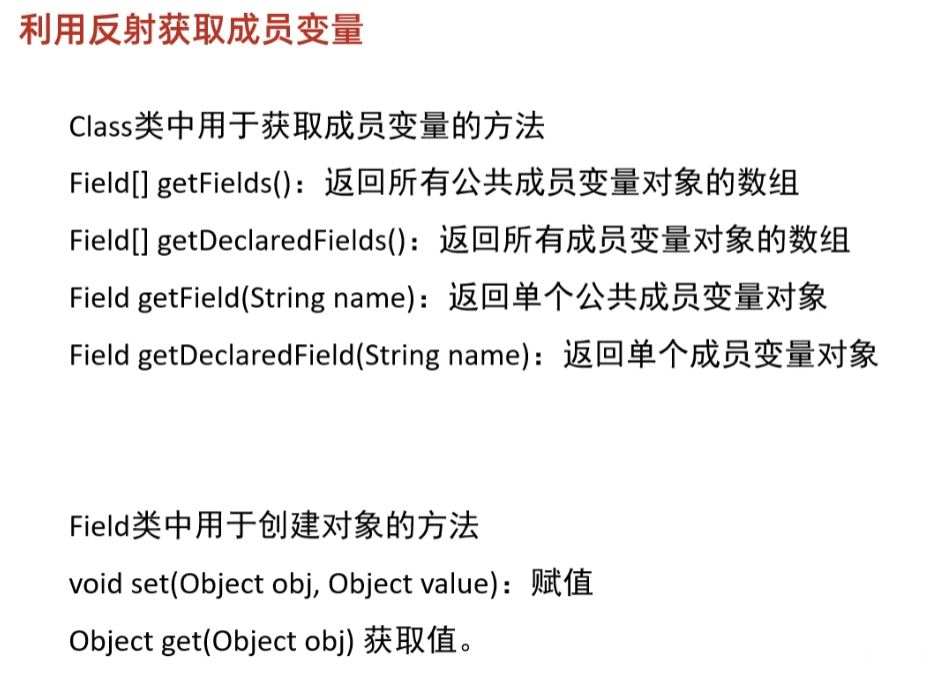 利用反射获取成员变量
Class类中用于获取成员变量的方法
Field[] getFields()：返回所有公共成员变量对象的数组
Field[] getDeclaredFields()：返回所有成员变量对象的数组
Field getField(String name)：返回单个公共成员变量对象
Field getDeclaredField(String name)：返回单个成员变量对象
Field类中用于创建对象的方法
void set(Object obj, Object value)：赋值
Object get(Object obj) 获取值。